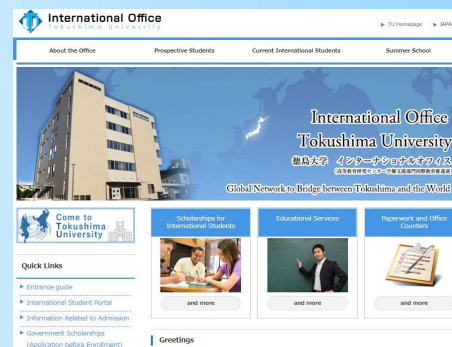 International Office
Tokushima University
TU Homepage
JAPA
About the Office
Prospective Students
Current International Students
Summer School
International Office
Tokushima University
徳島大学 インターナショナルオフィス
Global Network to Bridge between Tokushima and the World
Come to
Tokushima
University
Scholarships for
International Students
and more
Educational Services
and more
Paperwork and Office
Counters
and more
Quick Links
Entrance guide
International Student Portal
Information Related to Admission
Government Scholarships
(Application before Enrollment)
Greetings